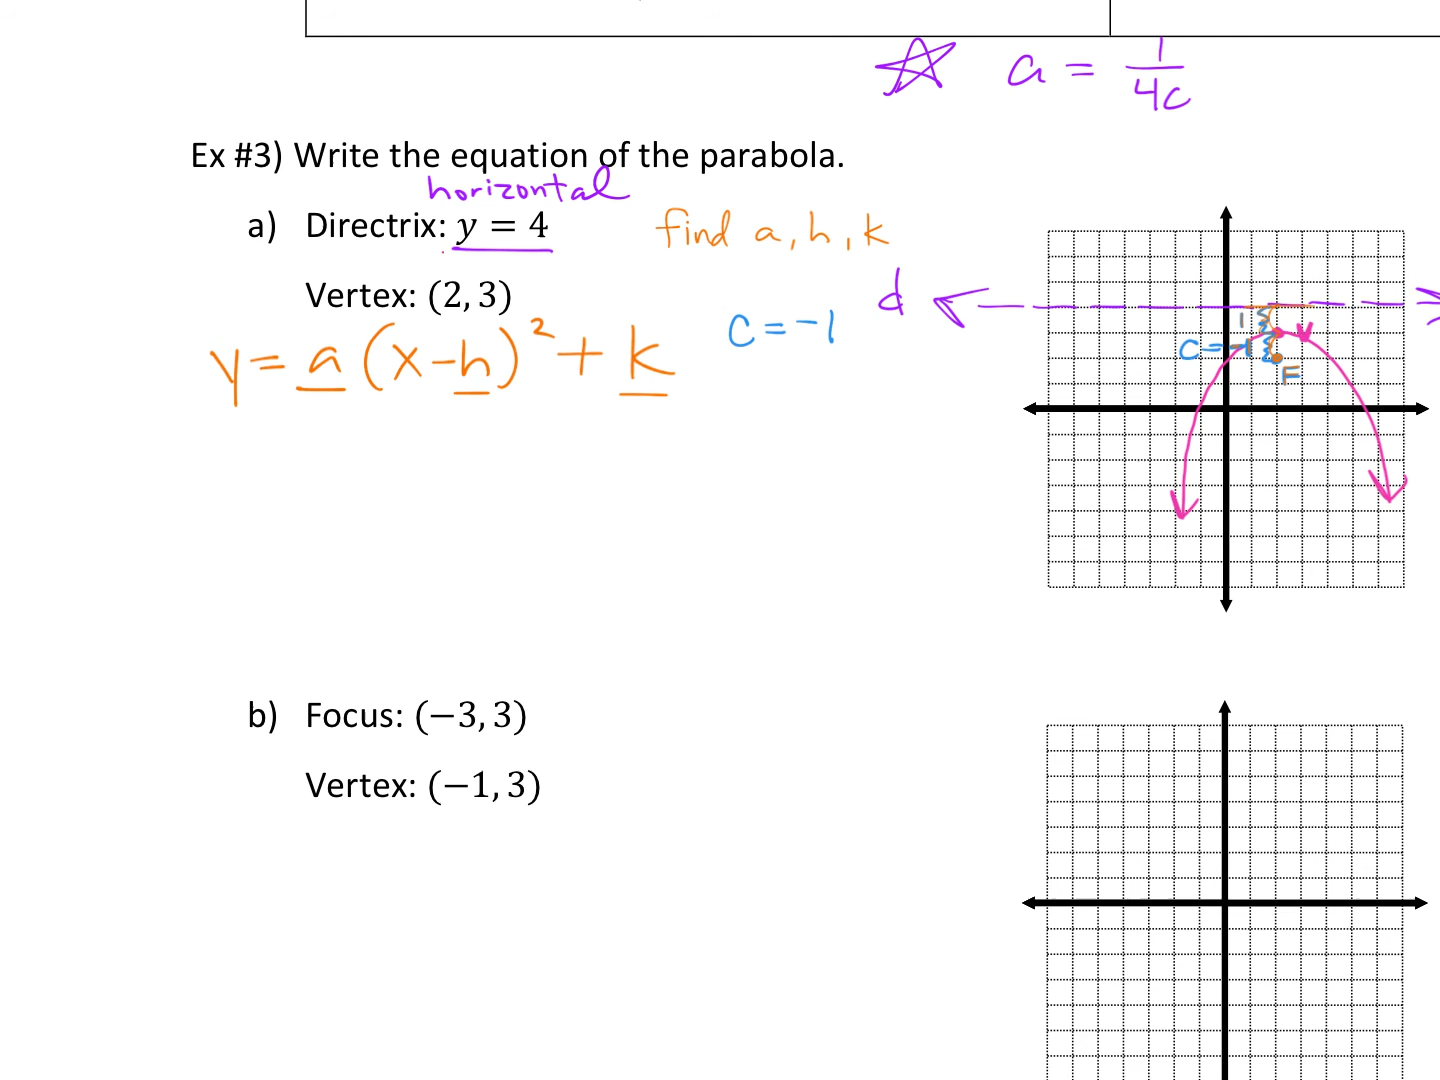 a = 1/4c
Ex #3) Write the equation of the parabola.
horizontal
a) Directrix: y = 4
find a, h, k
Vertex: (2, 3)
d
y = a(x-h)² + k
c = -1
1
V
c = -1
F
b) Focus: (−3, 3)
Vertex: (−1, 3)